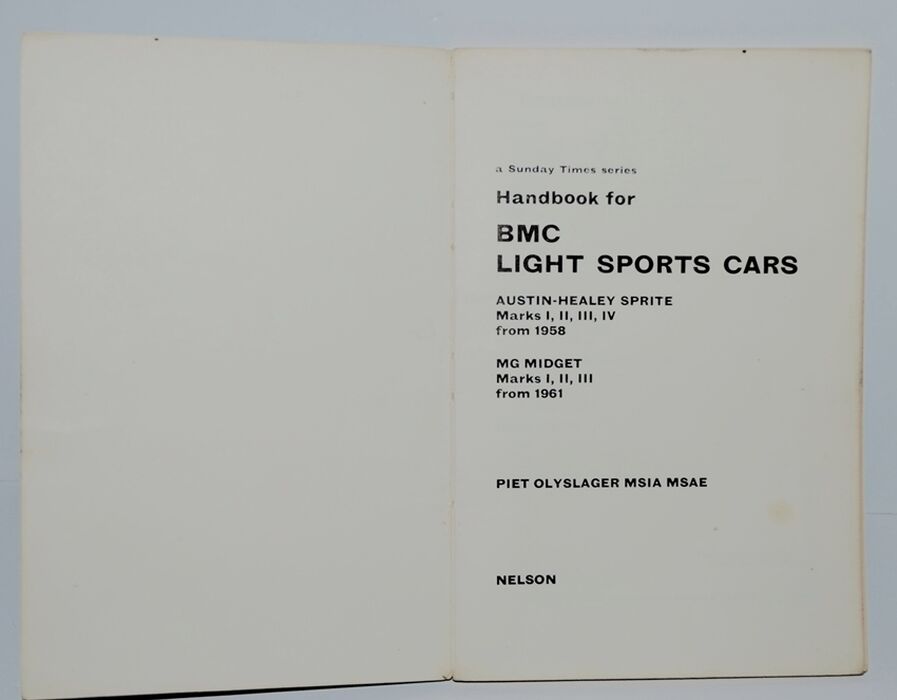 a Sunday Times series
Handbook for
BMC
LIGHT SPORTS CARS
AUSTIN-HEALEY SPRITE
Marks I, II, III, IV
from 1958
MG MIDGET
Marks I, II, III
from 1961
PIET OLYSLAGER MSIA MSAE
NELSON